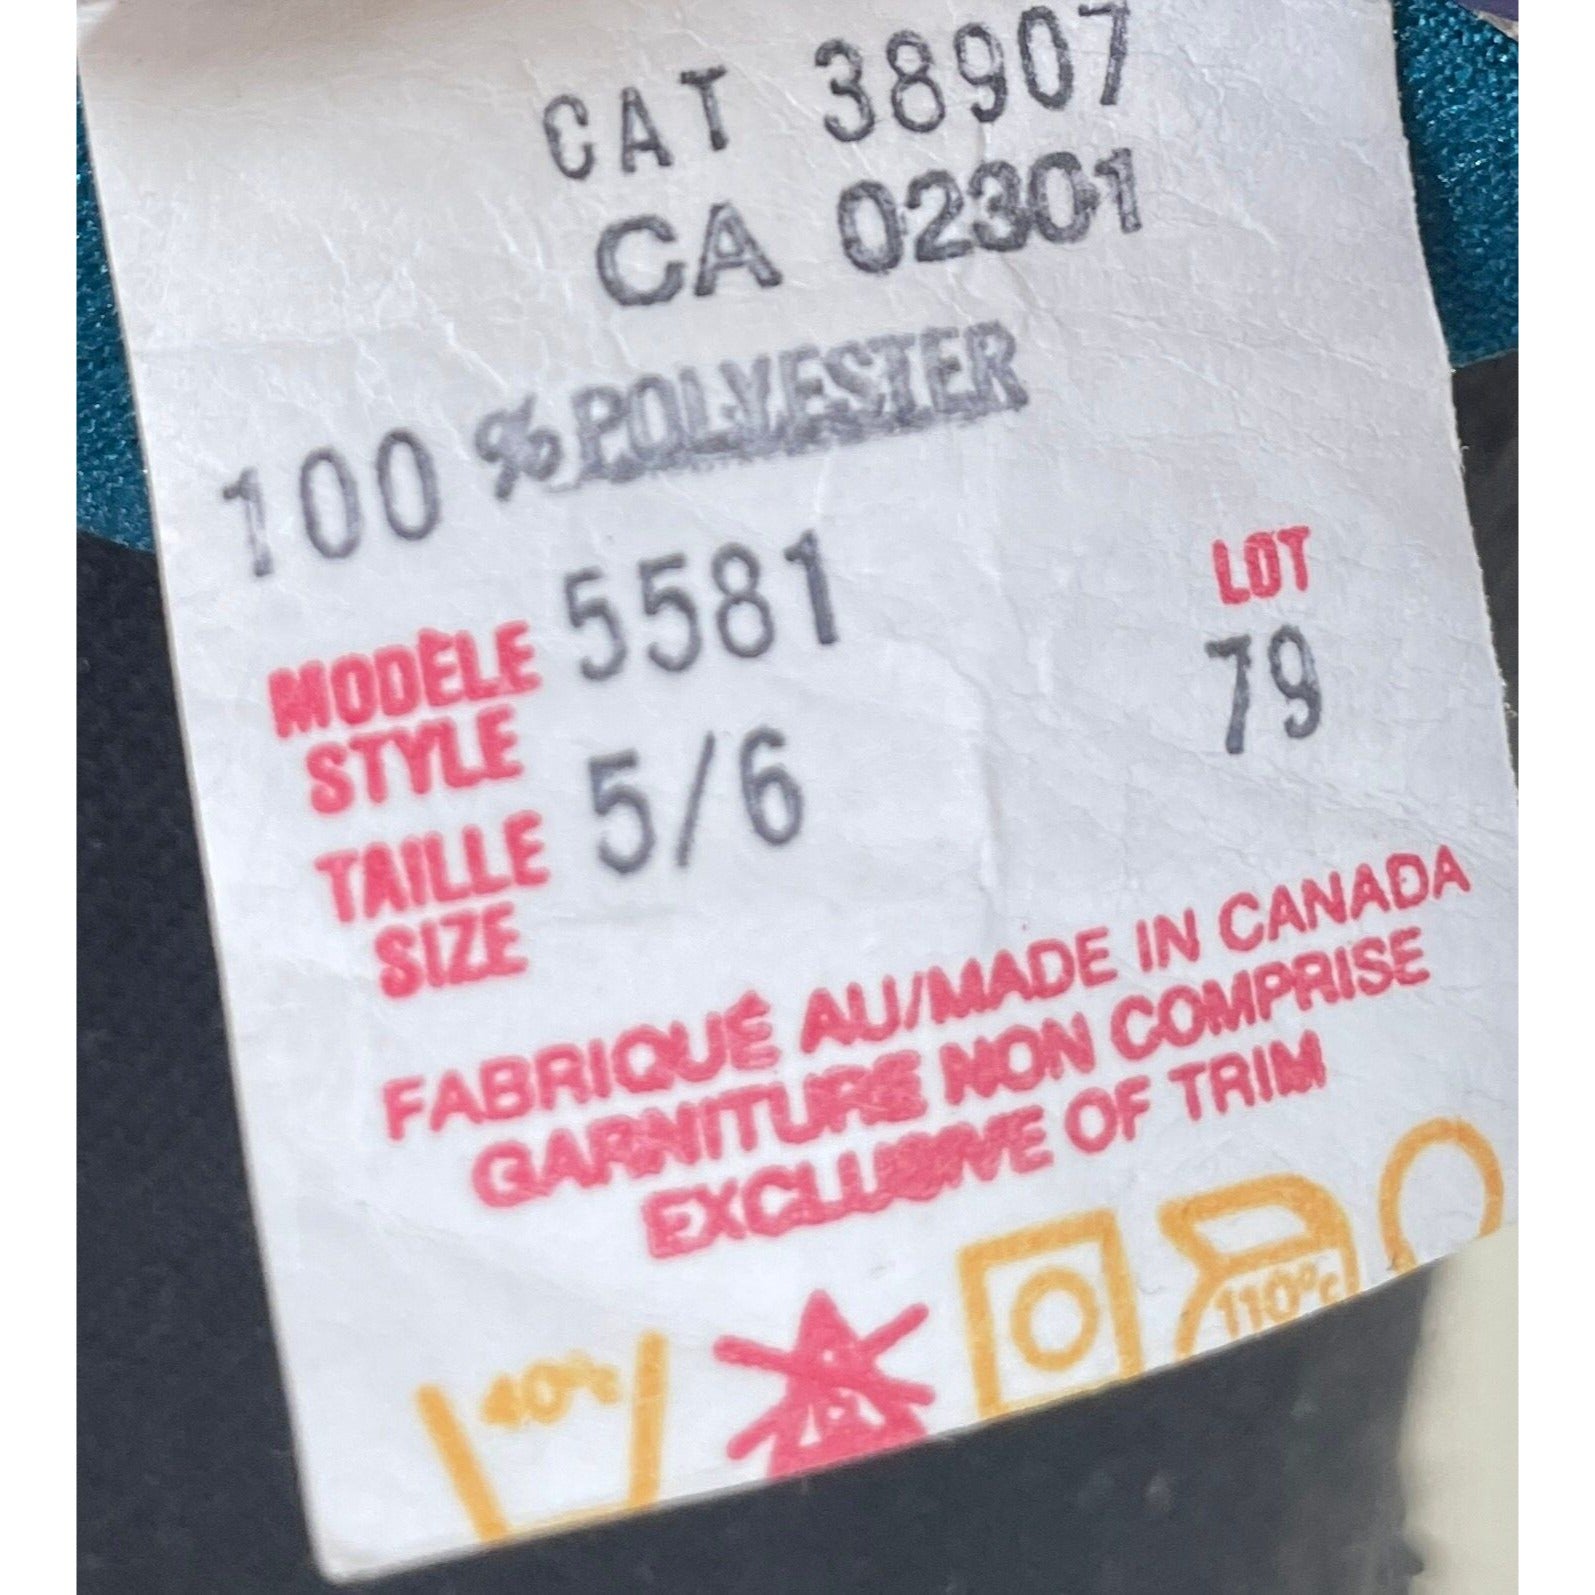 CAT 38907
CA 02301
100 % POLYESTER
MODÈLE 5581
STYLE
LOT
79
TAILLE 5/6
SIZE
FABRIQUÉ AU/MADE IN CANADA
GARNITURE NON COMPRISE
EXCLUSIVE OF TRIM
40°C
110°C